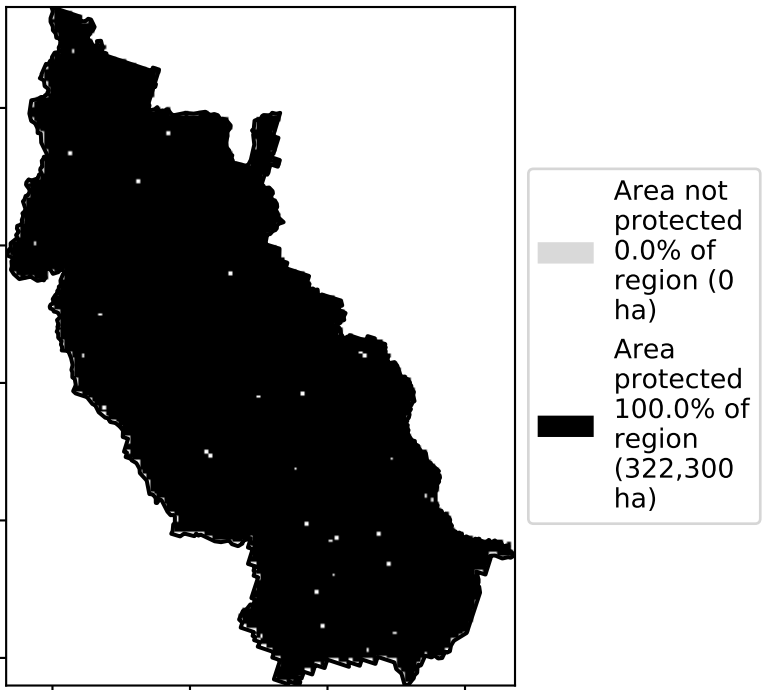 Area not
protected
0.0% of
region (0
ha)
Area
protected
100.0% of
region
(322,300
ha)